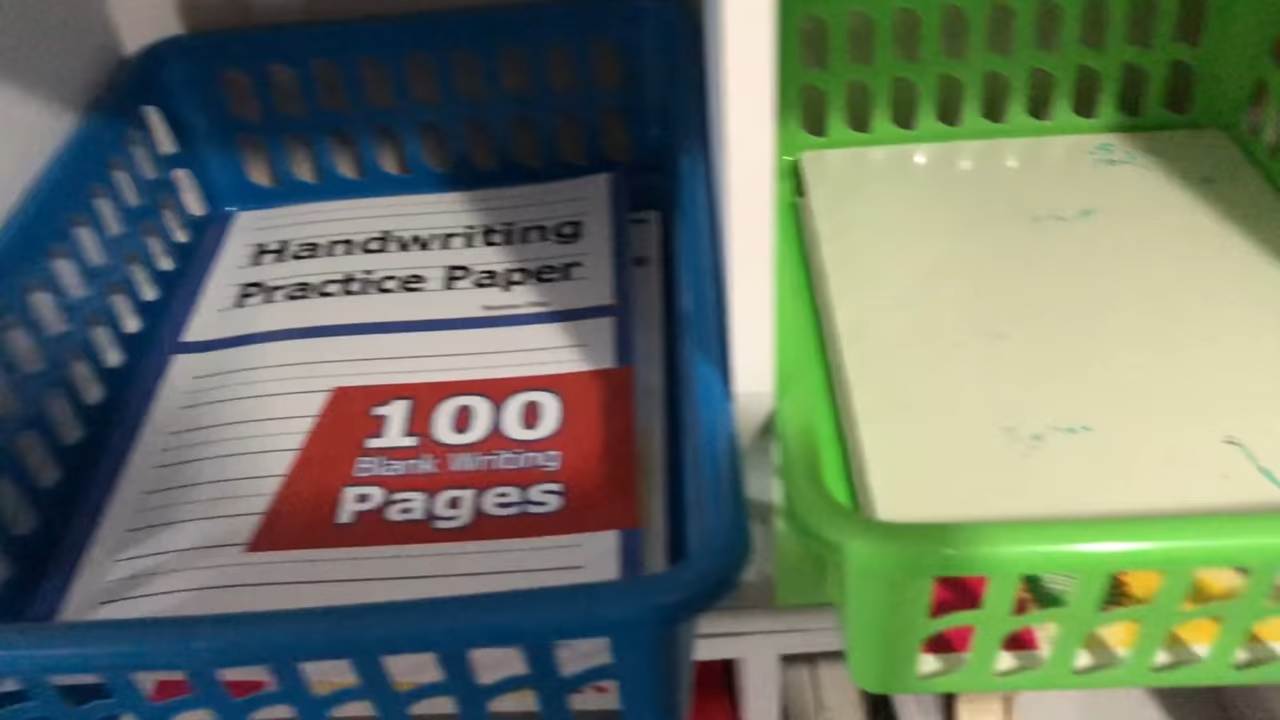 Handwriting
Practice Paper
100
Blank Writing
Pages